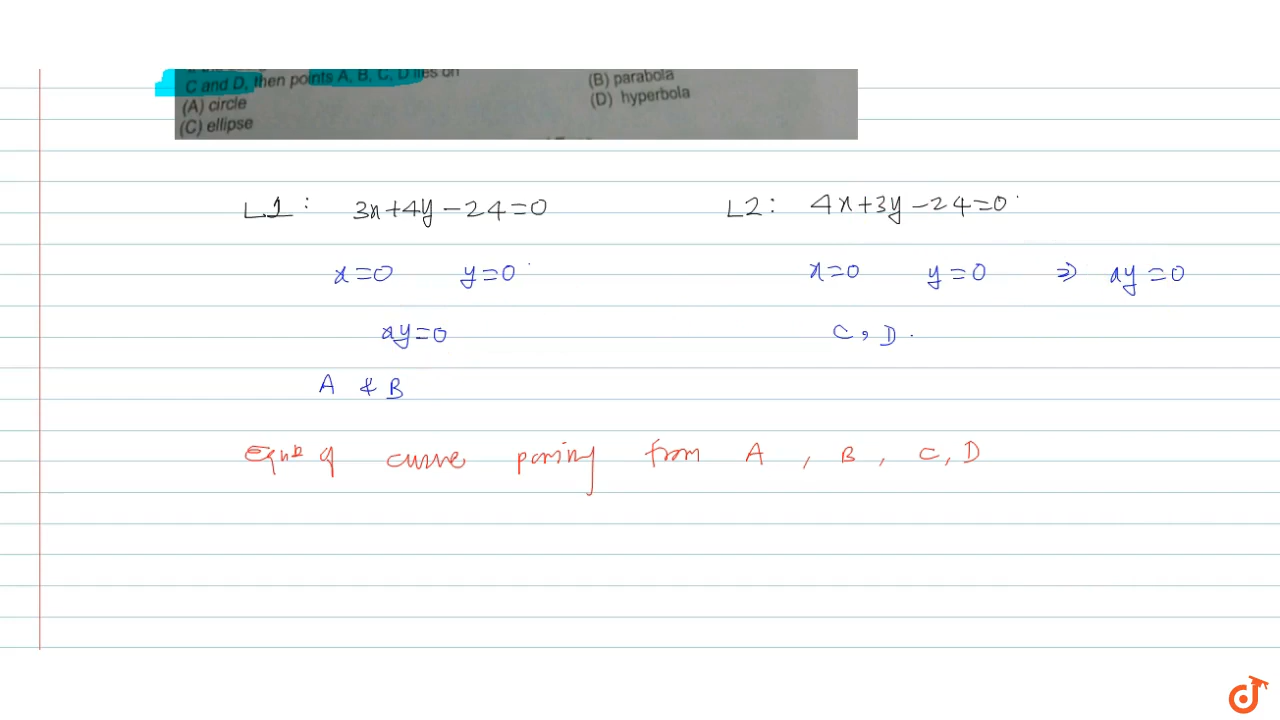 C and D, then points A, B, C, D lies on
(A) circle
(B) parabola
(C) ellipse
(D) hyperbola
L1 : 3x+4y-24=0
L2 : 4x+3y-24=0
x=0 y=0
x=0 y=0 ⇒ xy=0
xy=0
C, D.
A & B
Eqn of curve passing from A, B, C, D